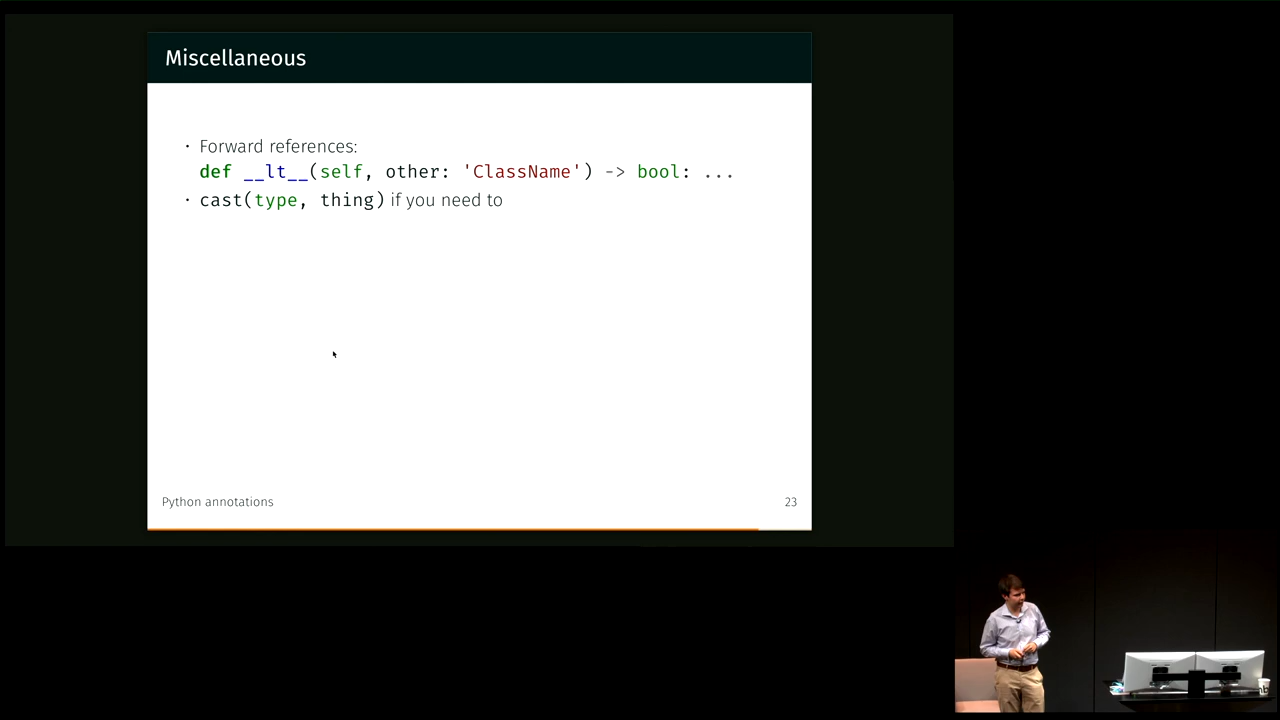 Miscellaneous
• Forward references:
def __lt__(self, other: 'ClassName') -> bool: ...
• cast(type, thing) if you need to
Python annotations
23